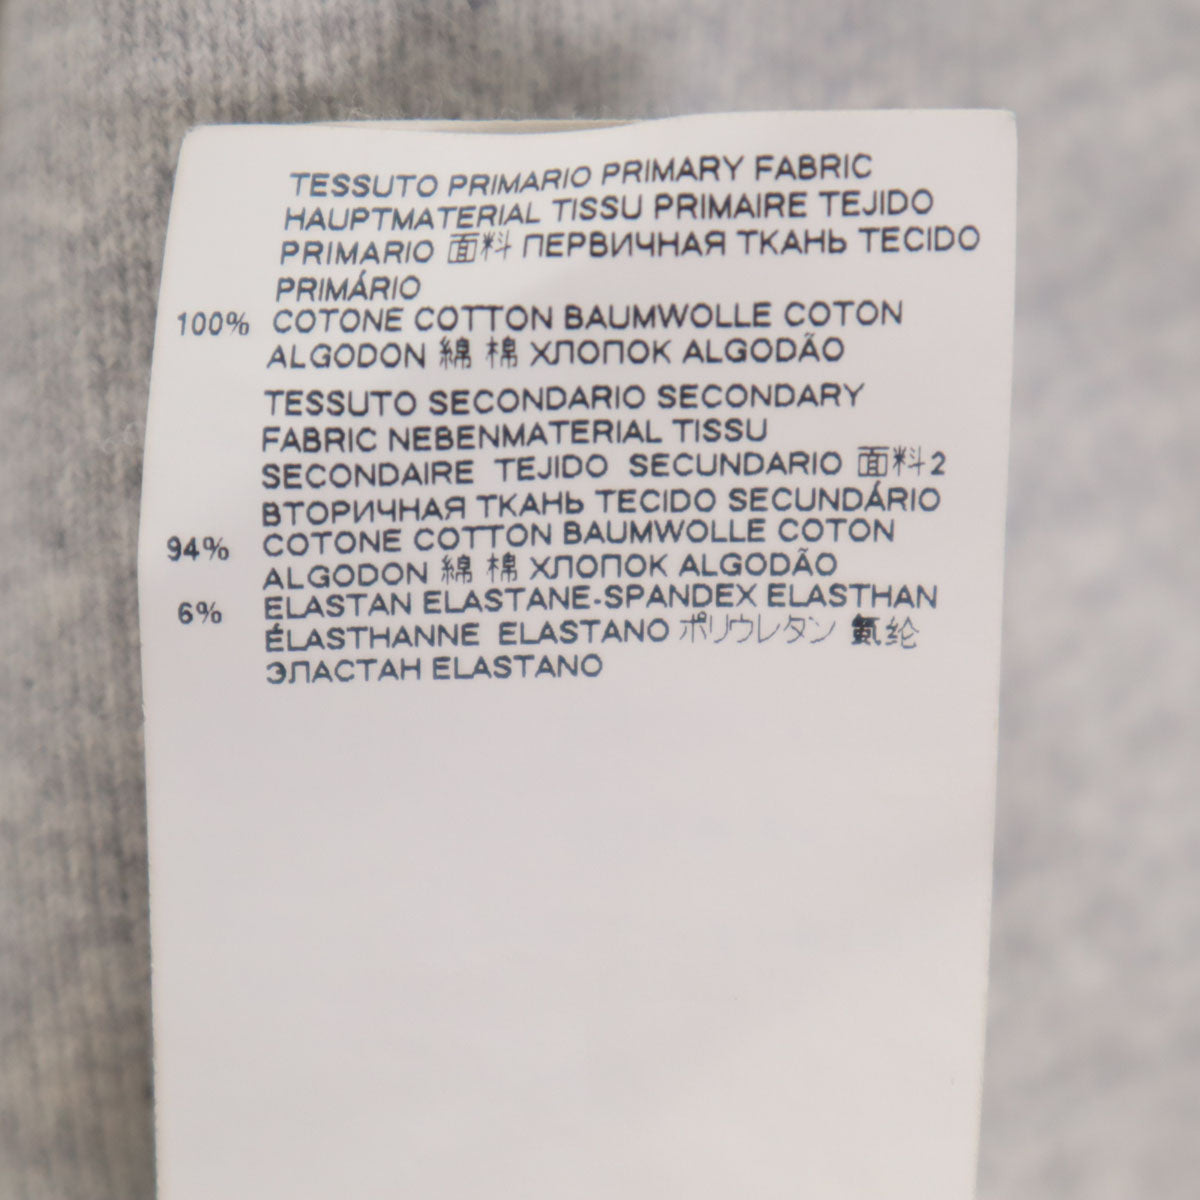 TESSUTO PRIMARIO PRIMARY FABRIC
HAUPTMATERIAL TISSU PRIMAIRE TEJIDO
PRIMARIO 面料 ПЕРВИЧНАЯ ТКАНЬ TECIDO
PRIMÁRIO
100% COTONE COTTON BAUMWOLLE COTON
ALGODON 綿 棉 ХЛОПОК ALGODÃO
TESSUTO SECONDARIO SECONDARY
FABRIC NEBENMATERIAL TISSU
SECONDAIRE TEJIDO SECUNDARIO 面料2
ВТОРИЧНАЯ ТКАНЬ TECIDO SECUNDÁRIO
94% COTONE COTTON BAUMWOLLE COTON
ALGODON 綿 棉 ХЛОПОК ALGODÃO
6% ELASTAN ELASTANE-SPANDEX ELASTHAN
ÉLASTHANNE ELASTANO ポリウレタン 氨纶
ЭЛАСТАН ELASTANO